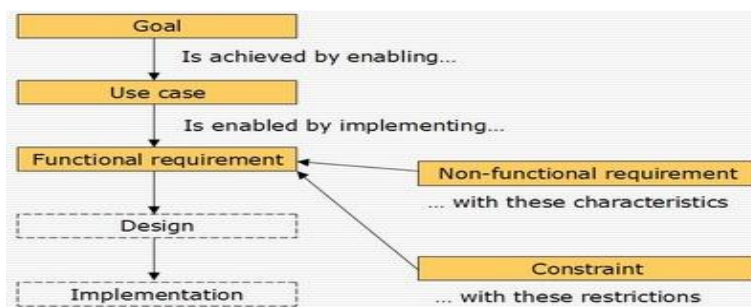 Goal
Is achieved by enabling...
Use case
Is enabled by implementing...
Functional requirement
Non-functional requirement
... with these characteristics
Design
Constraint
Implementation
... with these restrictions